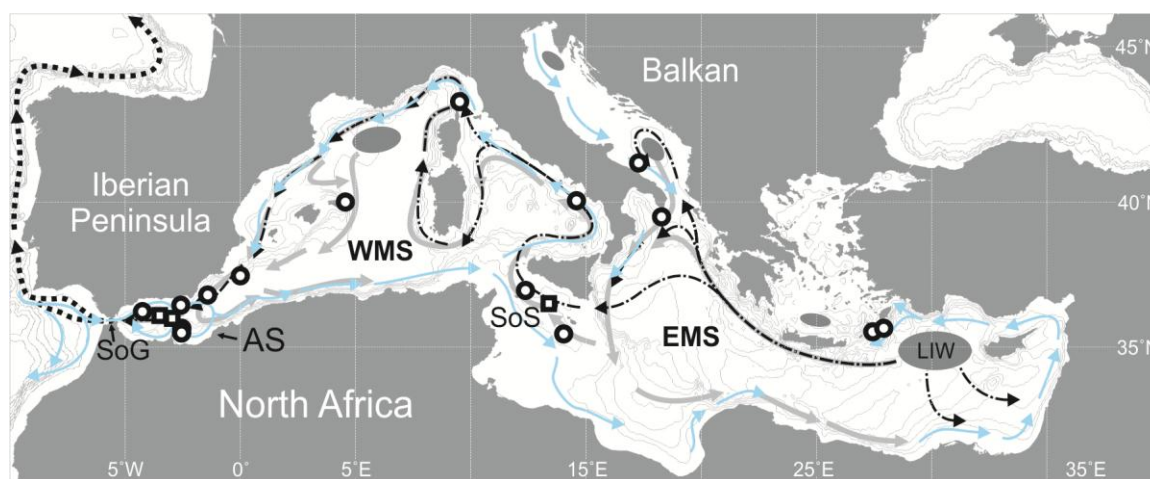 45°N
Balkan
Iberian
Peninsula
40°N
WMS
SoS
EMS
SoG
AS
LIW
35°N
North Africa
5°W
0°
5°E
15°E
25°E
35°E